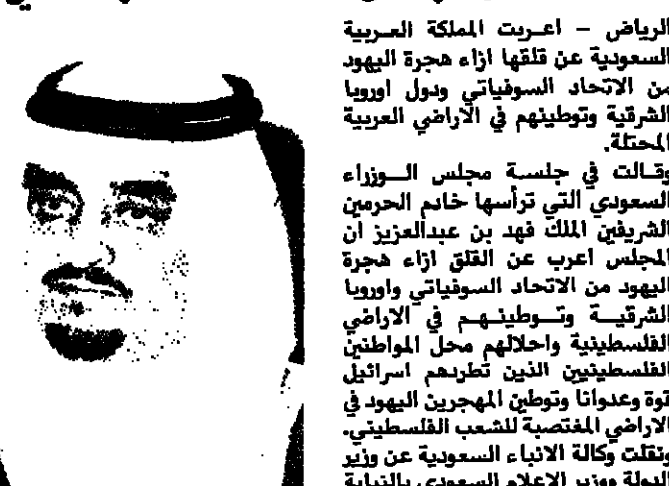 الرياض – اعربت المملكة العربية
السعودية عن قلقها ازاء هجرة اليهود
من الاتحاد السوفياتي ودول اوروبا
الشرقية وتوطينهم في الاراضي العربية
المحتلة.
وقالت في جلسة مجلس الوزراء
السعودي التي ترأسها خادم الحرمين
الشريفين الملك فهد بن عبدالعزيز ان
المجلس اعرب عن القلق ازاء هجرة
اليهود من الاتحاد السوفياتي واوروبا
الشرقية وتوطينهم في الاراضي
الفلسطينية واحلالهم محل المواطنين
الفلسطينيين الذين تطردهم اسرائيل
قوة وعدوانا وتوطين المهجرين اليهود في
الاراضي المغتصبة للشعب الفلسطيني.
ونقلت وكالة الانباء السعودية عن وزير
الدولة ووزير الاعلام السعودي بالنيابة